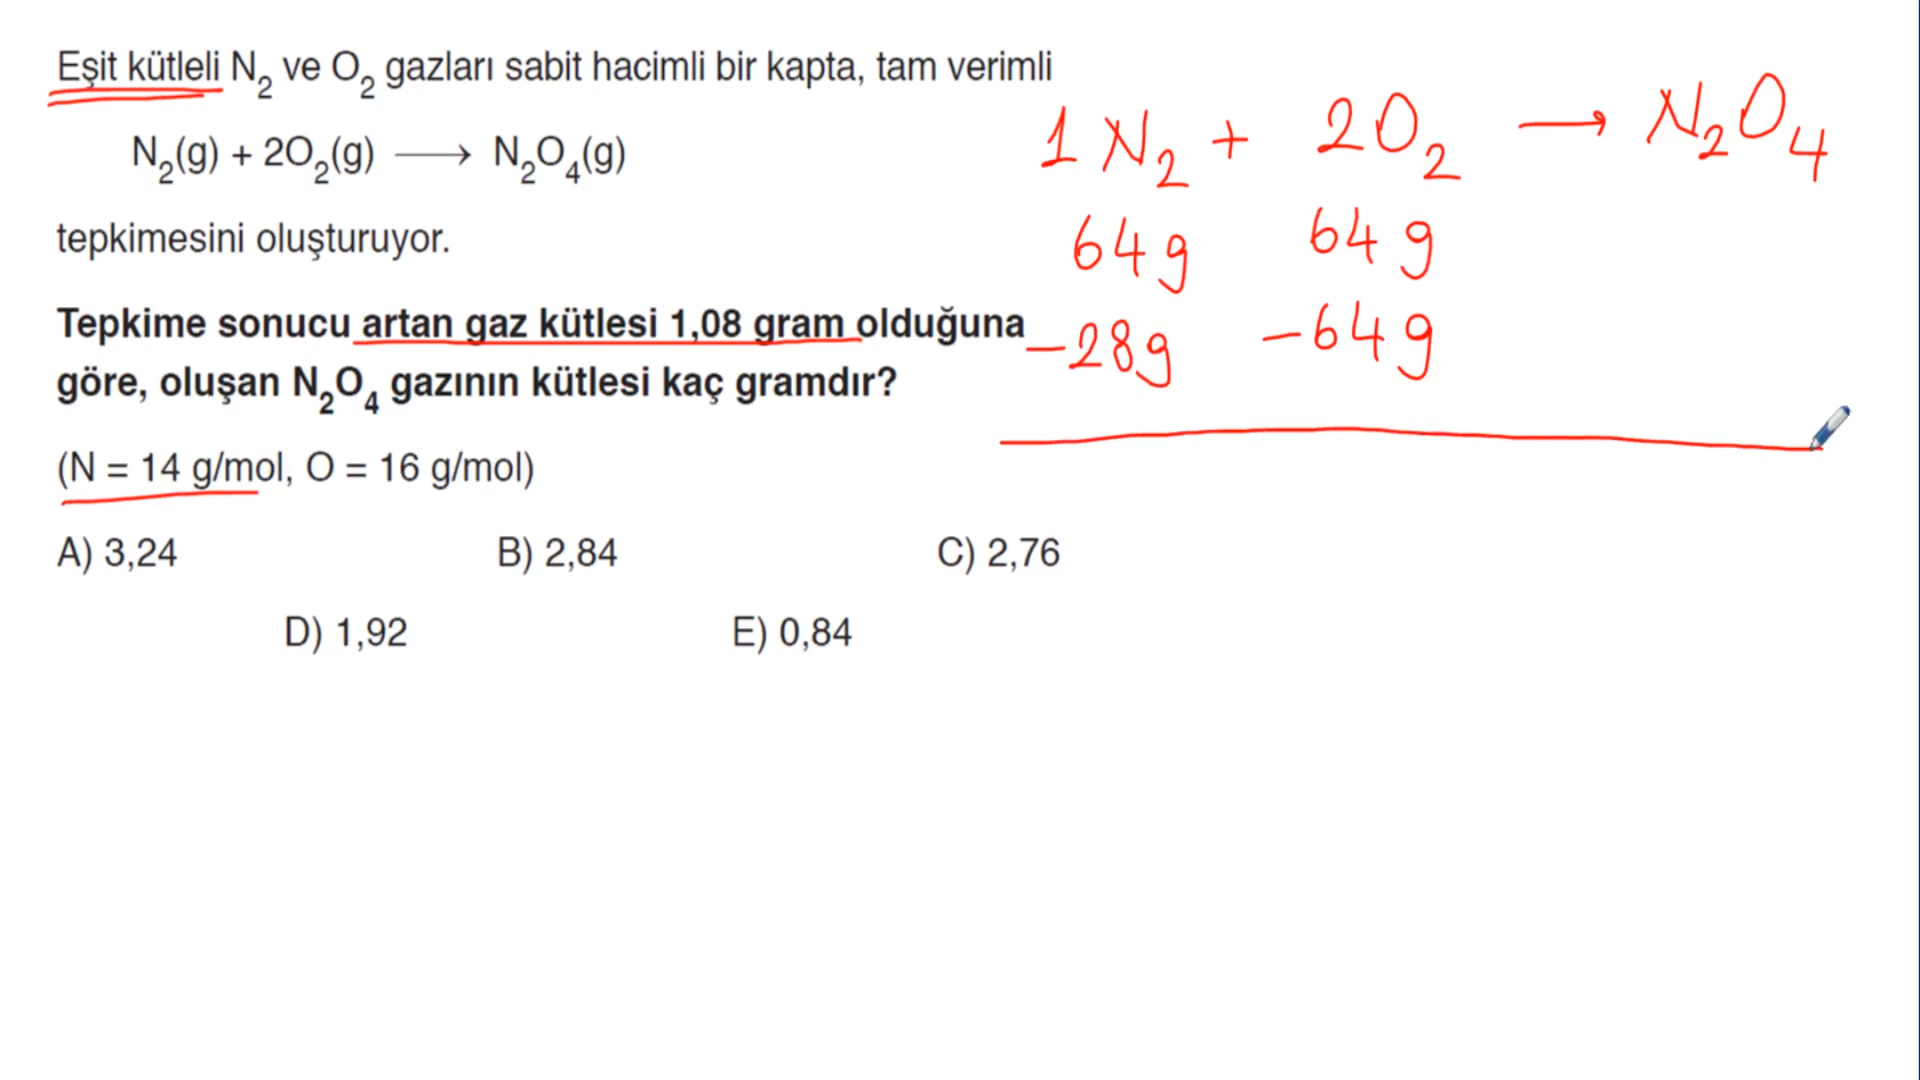 Eşit kütleli N₂ ve O₂ gazları sabit hacimli bir kapta, tam verimli
N₂(g) + 2O₂(g) ⟶ N₂O₄(g)
tepkimesini oluşturuyor.
Tepkime sonucu artan gaz kütlesi 1,08 gram olduğuna
göre, oluşan N₂O₄ gazının kütlesi kaç gramdır?
(N = 14 g/mol, O = 16 g/mol)
A) 3,24 B) 2,84 C) 2,76
D) 1,92 E) 0,84
1 N₂ + 2O₂ → N₂O₄
64 g 64 g
-28g -64g